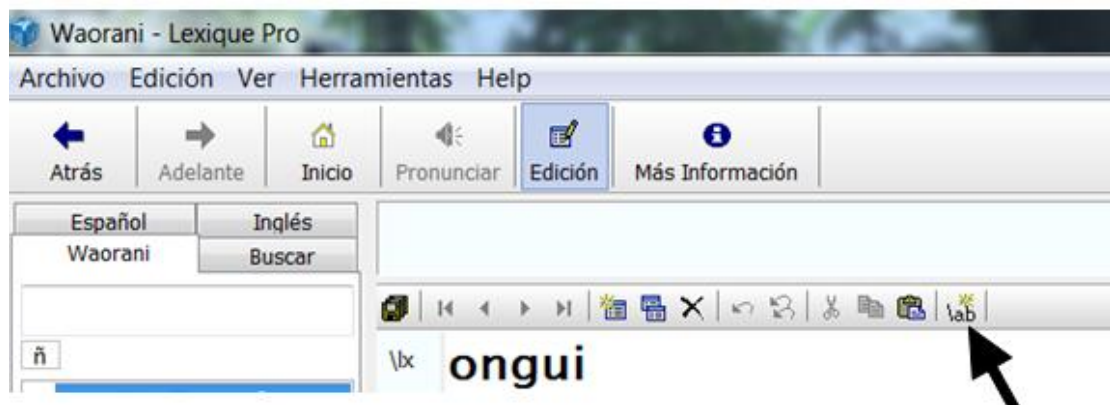 Waorani - Lexique Pro
Archivo Edición Ver Herramientas Help
Atrás Adelante Inicio Pronunciar Edición Más Información
Español Inglés
Waorani Buscar
\ab
ñ
\lx ongui